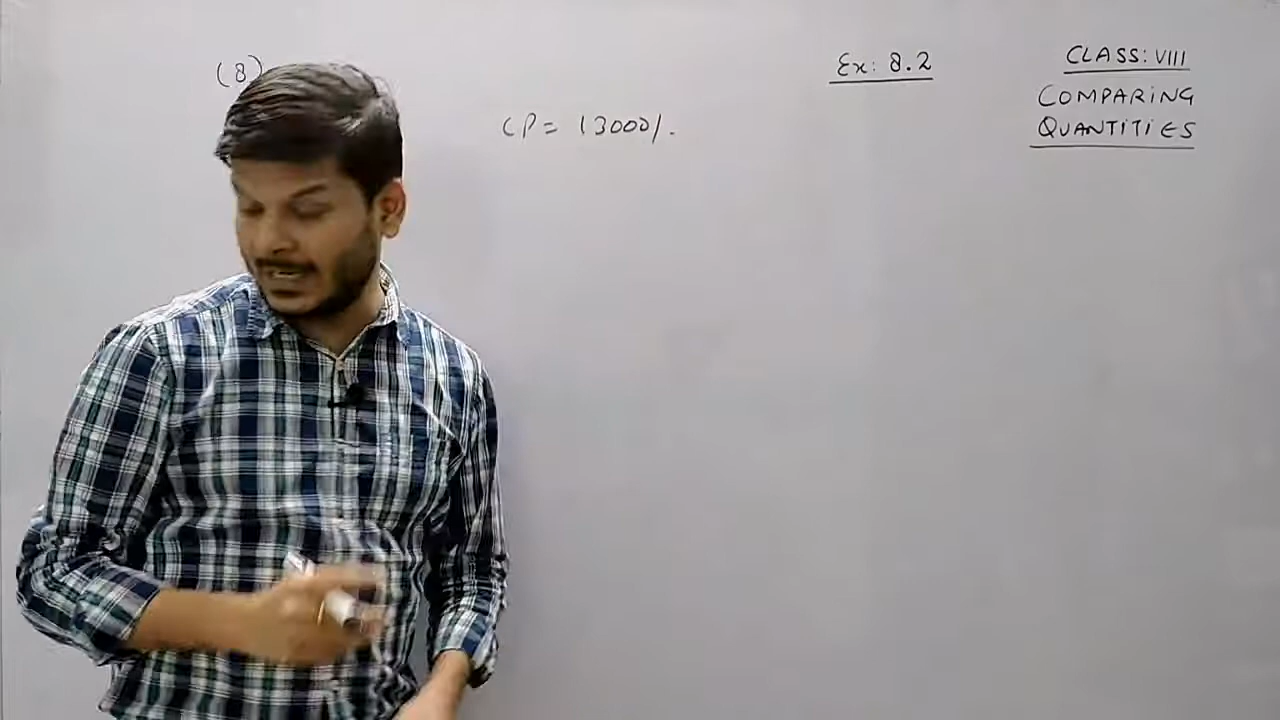 (8)
CP = 13000/.
Ex: 8.2
CLASS: VIII
COMPARING
QUANTITIES